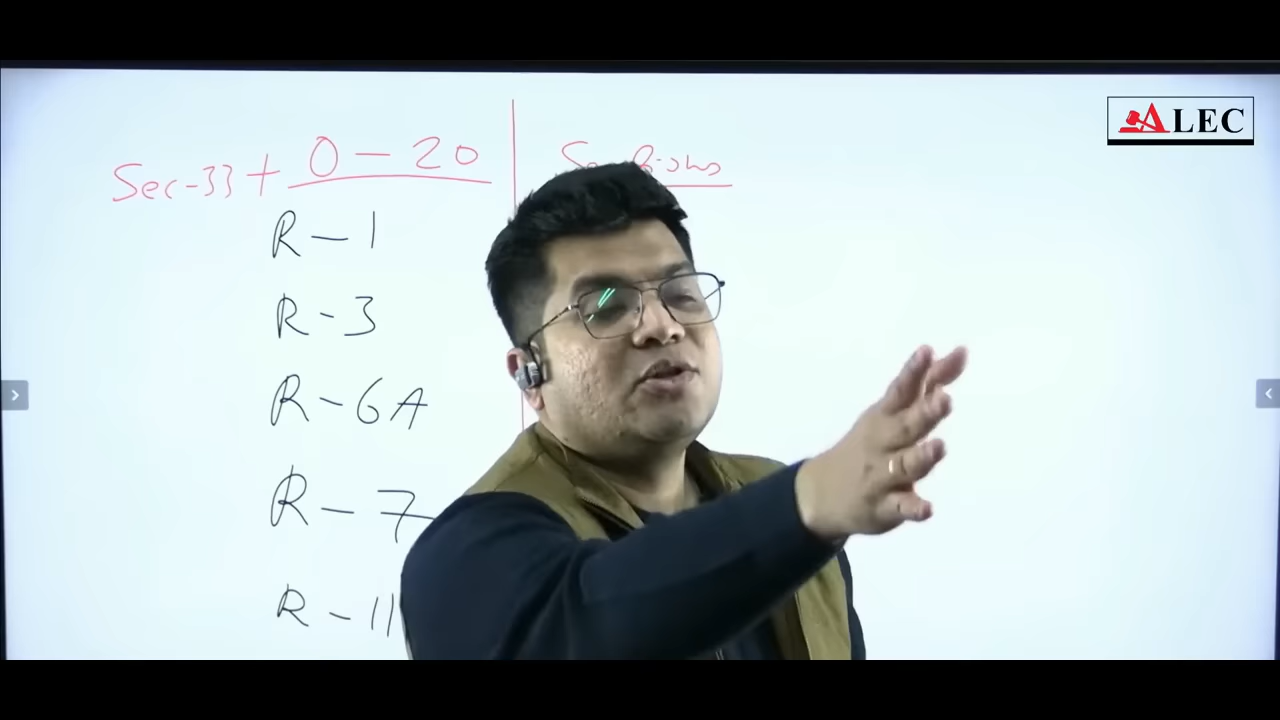 ALEC
Sec-33 + O-20
R-1
R-3
R-6A
R-7
R-11